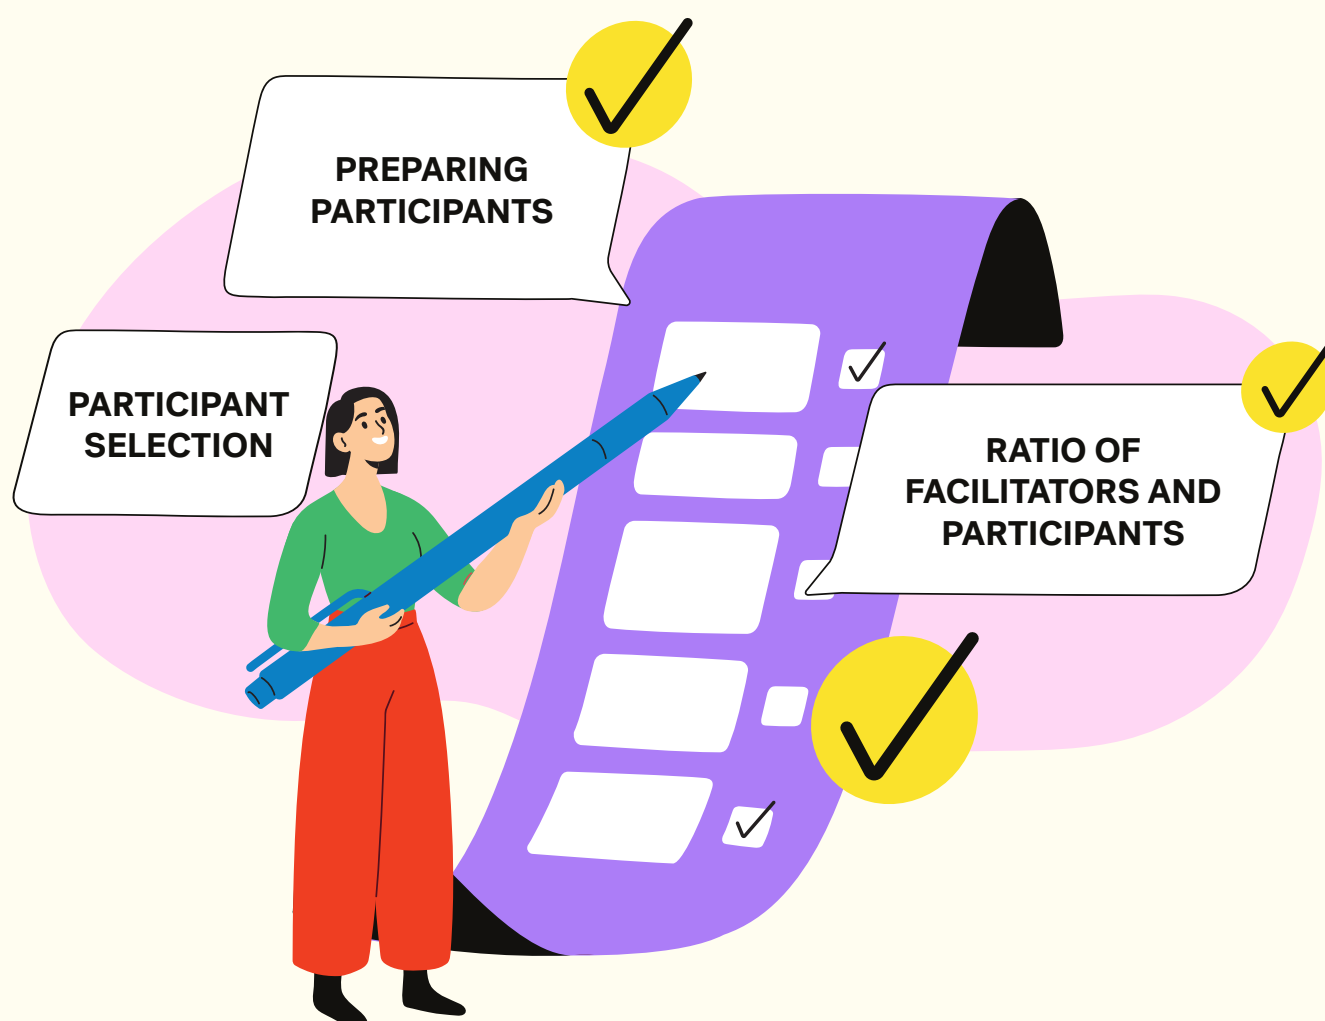 PREPARING
PARTICIPANTS
PARTICIPANT
SELECTION
RATIO OF
FACILITATORS AND
PARTICIPANTS